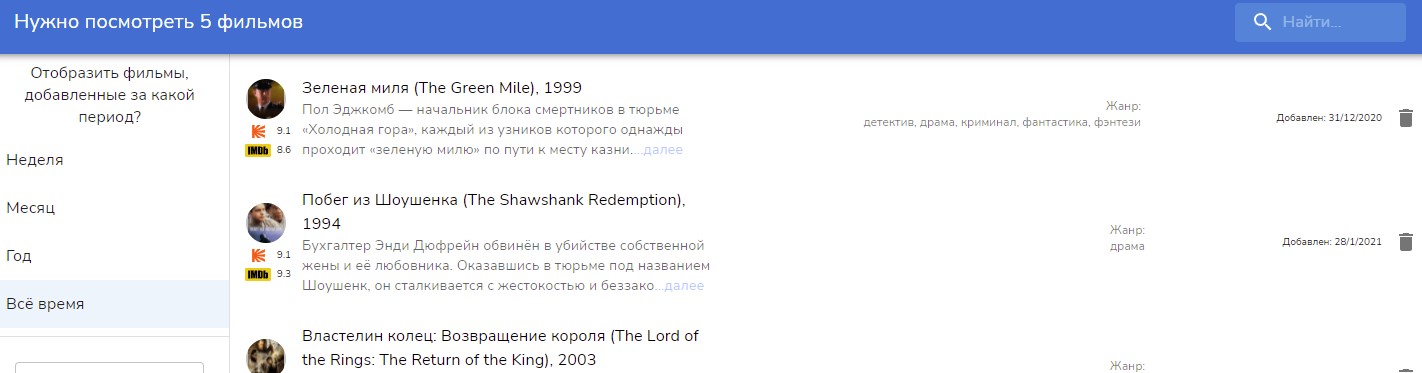 Нужно посмотреть 5 фильмов
Найти...
Отобразить фильмы,
добавленные за какой
период?
Неделя
Месяц
Год
Всё время
Зеленая миля (The Green Mile), 1999
Пол Эджкомб — начальник блока смертников в тюрьме
«Холодная гора», каждый из узников которого однажды
проходит «зеленую милю» по пути к месту казни....далее
9.1
IMDb 8.6
Жанр:
детектив, драма, криминал, фантастика, фэнтези
Добавлен: 31/12/2020
Побег из Шоушенка (The Shawshank Redemption),
1994
Бухгалтер Энди Дюфрейн обвинён в убийстве собственной
жены и её любовника. Оказавшись в тюрьме под названием
Шоушенк, он сталкивается с жестокостью и беззако...далее
9.1
IMDb 9.3
Жанр:
драма
Добавлен: 28/1/2021
Властелин колец: Возвращение короля (The Lord of
the Rings: The Return of the King), 2003
Жанр: